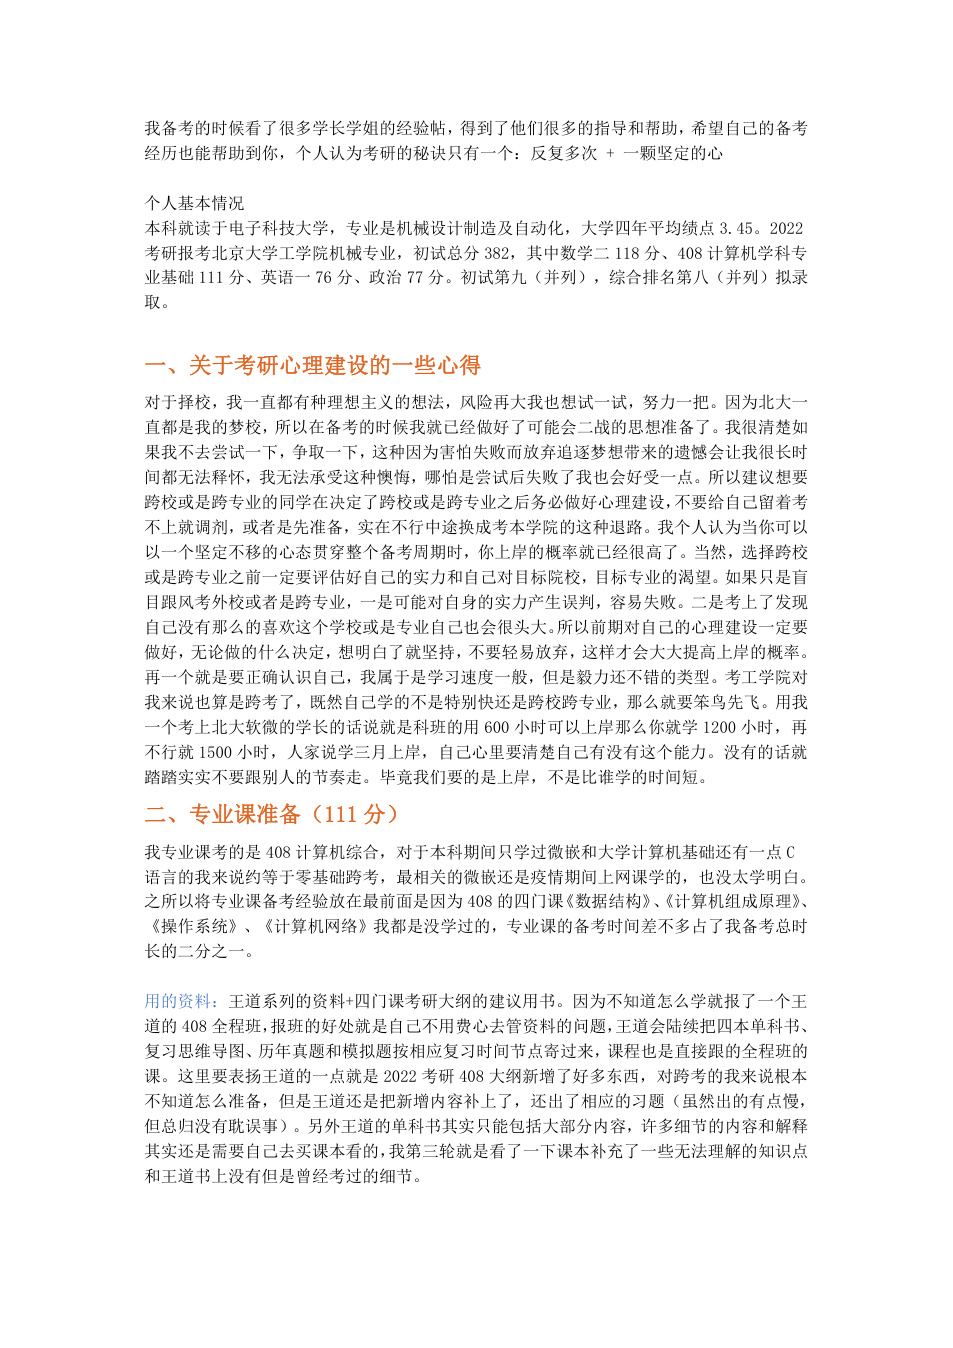 我备考的时候看了很多学长学姐的经验帖，得到了他们很多的指导和帮助，希望自己的备考
经历也能帮助到你，个人认为考研的秘诀只有一个：反复多次 + 一颗坚定的心
个人基本情况
本科就读于电子科技大学，专业是机械设计制造及自动化，大学四年平均绩点 3.45。2022
考研报考北京大学工学院机械专业，初试总分 382，其中数学二 118 分、408 计算机学科专
业基础 111 分、英语一 76 分、政治 77 分。初试第九（并列），综合排名第八（并列）拟录
取。
一、关于考研心理建设的一些心得
对于择校，我一直都有种理想主义的想法，风险再大我也想试一试，努力一把。因为北大一
直都是我的梦校，所以在备考的时候我就已经做好了可能会二战的思想准备了。我很清楚如
果我不去尝试一下，争取一下，这种因为害怕失败而放弃追逐梦想带来的遗憾会让我很长时
间都无法释怀，我无法承受这种懊悔，哪怕是尝试后失败了我也会好受一点。所以建议想要
跨校或是跨专业的同学在决定了跨校或是跨专业之后务必做好心理建设，不要给自己留着考
不上就调剂，或者是先准备，实在不行中途换成考本学院的这种退路。我个人认为当你可以
以一个坚定不移的心态贯穿整个备考周期时，你上岸的概率就已经很高了。当然，选择跨校
或是跨专业之前一定要评估好自己的实力和自己对目标院校，目标专业的渴望。如果只是盲
目跟风考外校或者是跨专业，一是可能对自身的实力产生误判，容易失败。二是考上了发现
自己没有那么的喜欢这个学校或是专业自己也会很头大。所以前期对自己的心理建设一定要
做好，无论做的什么决定，想明白了就坚持，不要轻易放弃，这样才会大大提高上岸的概率。
再一个就是要正确认识自己，我属于是学习速度一般，但是毅力还不错的类型。考工学院对
我来说也算是跨考了，既然自己学的不是特别快还是跨校跨专业，那么就要笨鸟先飞。用我
一个考上北大软微的学长的话说就是科班的用 600 小时可以上岸那么你就学 1200 小时，再
不行就 1500 小时，人家说学三月上岸，自己心里要清楚自己有没有这个能力。没有的话就
踏踏实实不要跟别人的节奏走。毕竟我们要的是上岸，不是比谁学的时间短。
二、专业课准备（111 分）
我专业课考的是 408 计算机综合，对于本科期间只学过微嵌和大学计算机基础还有一点 C
语言的我来说约等于零基础跨考，最相关的微嵌还是疫情期间上网课学的，也没太学明白。
之所以将专业课备考经验放在最前面是因为 408 的四门课《数据结构》、《计算机组成原理》、
《操作系统》、《计算机网络》我都是没学过的，专业课的备考时间差不多占了我备考总时
长的二分之一。
用的资料：王道系列的资料+四门课考研大纲的建议用书。因为不知道怎么学就报了一个王
道的 408 全程班，报班的好处就是自己不用费心去管资料的问题，王道会陆续把四本单科书、
复习思维导图、历年真题和模拟题按相应复习时间节点寄过来，课程也是直接跟的全程班的
课。这里要表扬王道的一点就是 2022 考研 408 大纲新增了好多东西，对跨考的我来说根本
不知道怎么准备，但是王道还是把新增内容补上了，还出了相应的习题（虽然出的有点慢，
但总归没有耽误事）。另外王道的单科书其实只能包括大部分内容，许多细节的内容和解释
其实还是需要自己去买课本看的，我第三轮就是看了一下课本补充了一些无法理解的知识点
和王道书上没有但是曾经考过的细节。